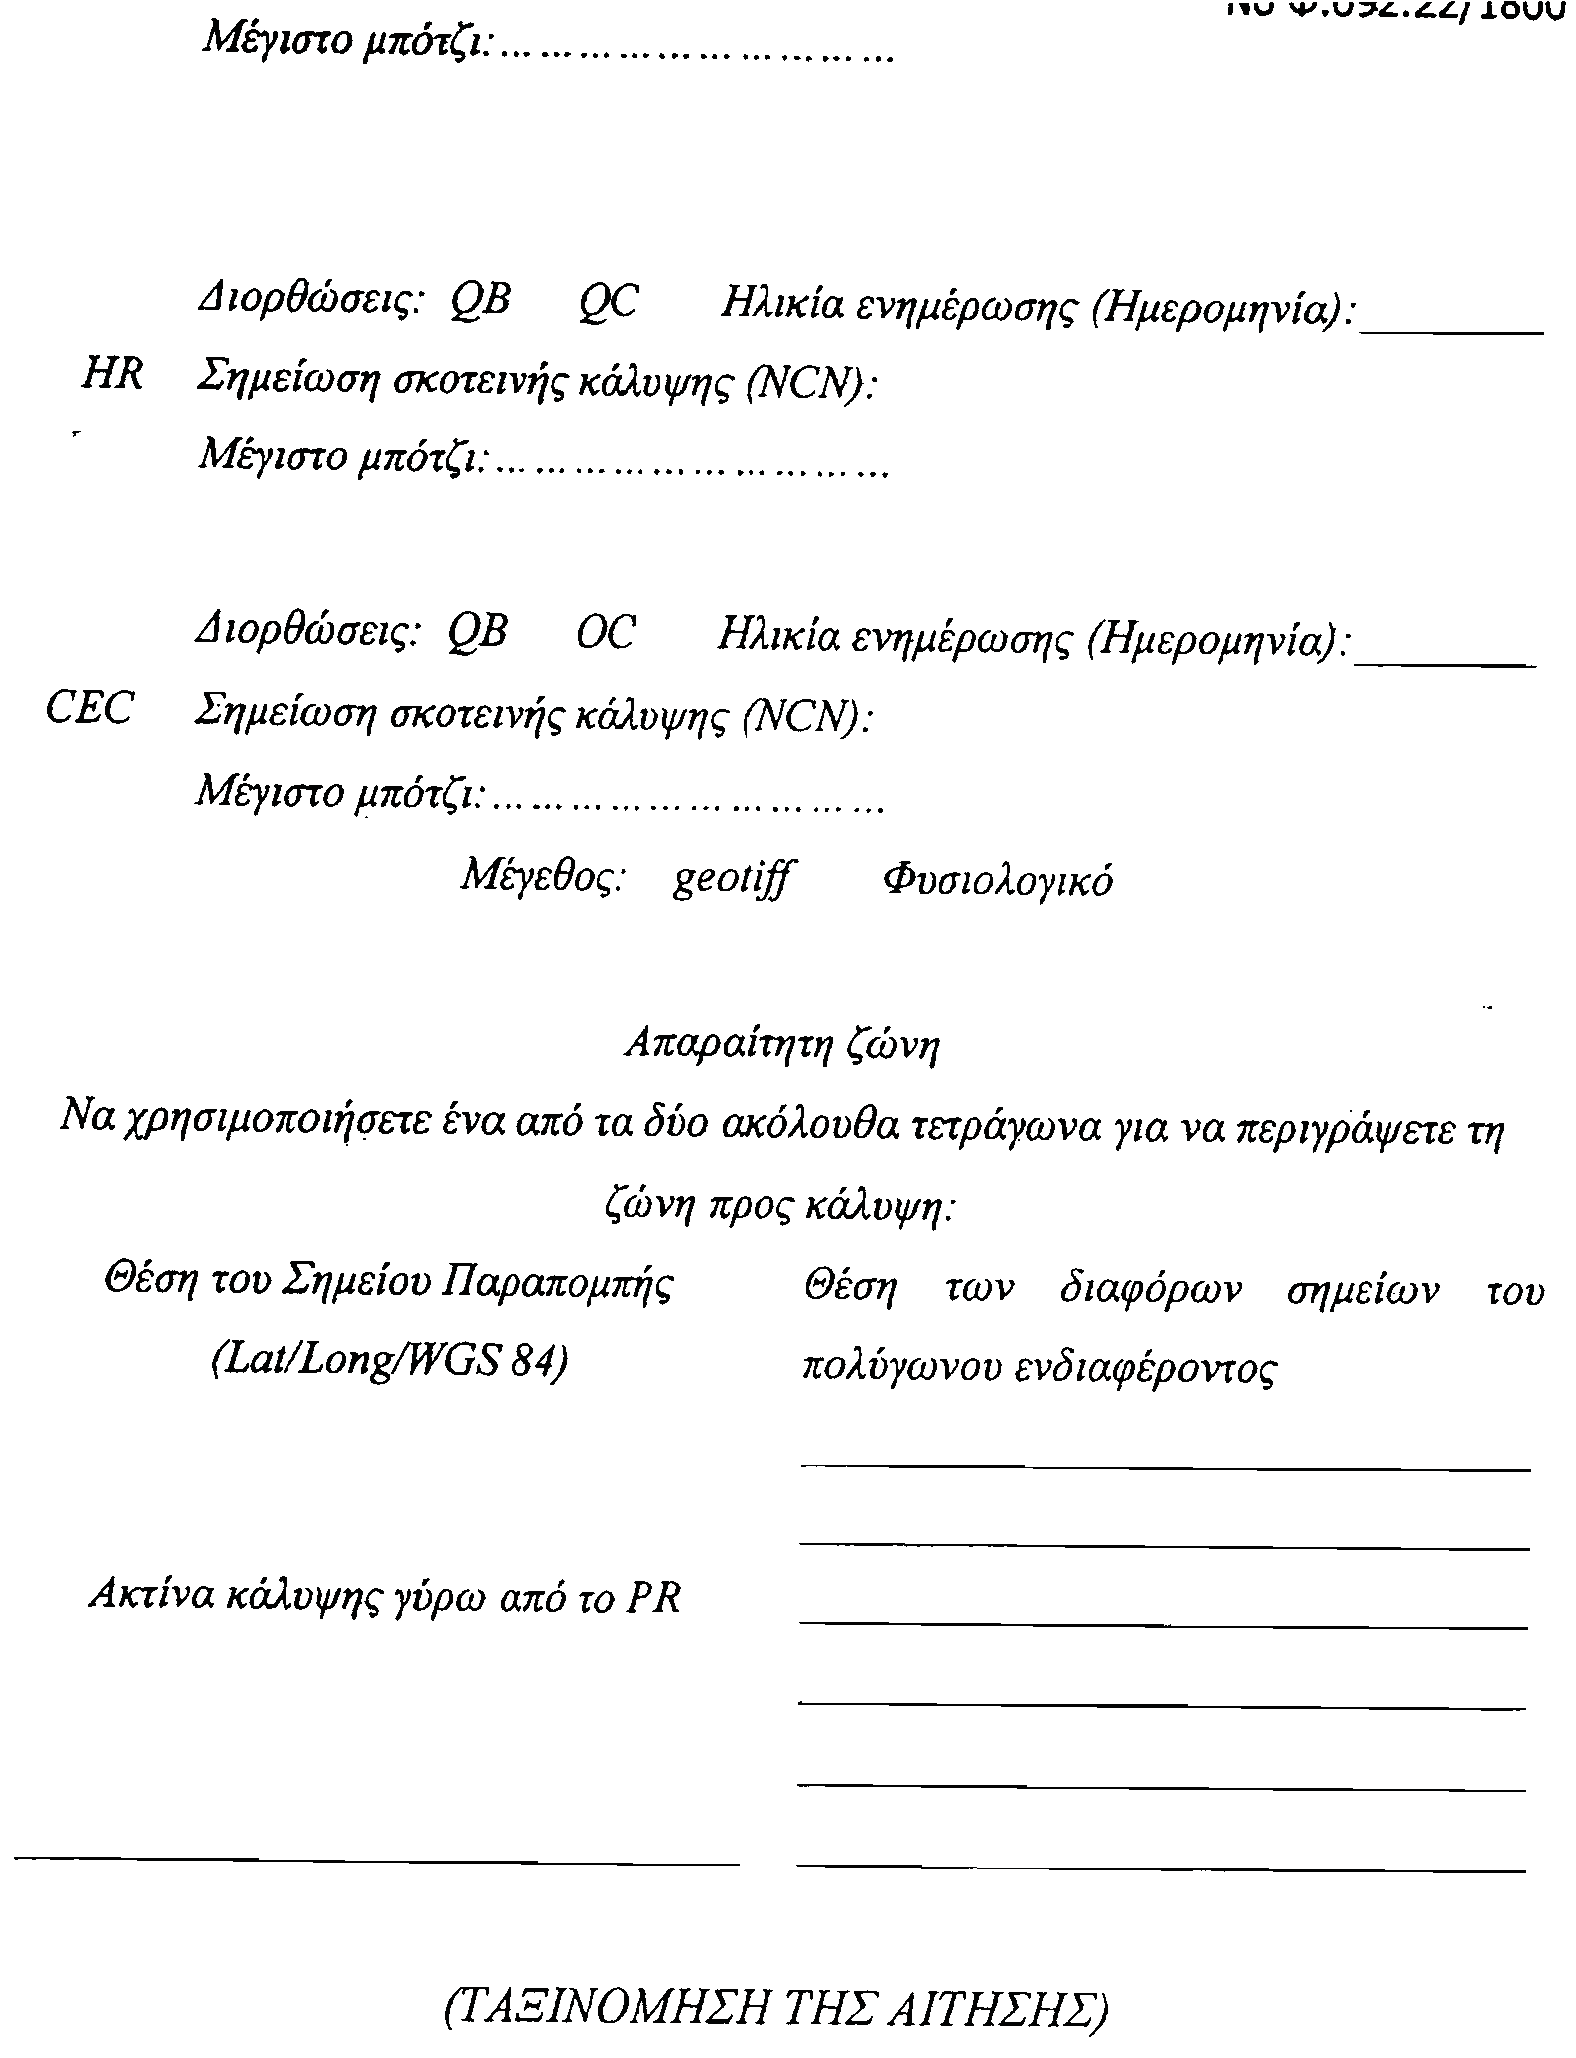 Μέγιστο μπότζι: ... ... ... ... ... ... ... ... ... ...
Διορθώσεις: QB QC Ηλικία ενημέρωσης (Ημερομηνία):
HR Σημείωση σκοτεινής κάλυψης (NCN):
Μέγιστο μπότζι: ... ... ... ... ... ... ... ... ... ...
Διορθώσεις: QB OC Ηλικία ενημέρωσης (Ημερομηνία):
CEC Σημείωση σκοτεινής κάλυψης (NCN):
Μέγιστο μπότζι: ... ... ... ... ... ... ... ... ... ...
Μέγεθος: geotiff Φυσιολογικό
Απαραίτητη ζώνη
Να χρησιμοποιήσετε ένα από τα δύο ακόλουθα τετράγωνα για να περιγράψετε τη
ζώνη προς κάλυψη:
Θέση του Σημείου Παραπομπής
(Lat/Long/WGS 84)
Θέση των διαφόρων σημείων του
πολύγωνου ενδιαφέροντος
Ακτίνα κάλυψης γύρω από το PR
(ΤΑΞΙΝΟΜΗΣΗ ΤΗΣ ΑΙΤΗΣΗΣ)